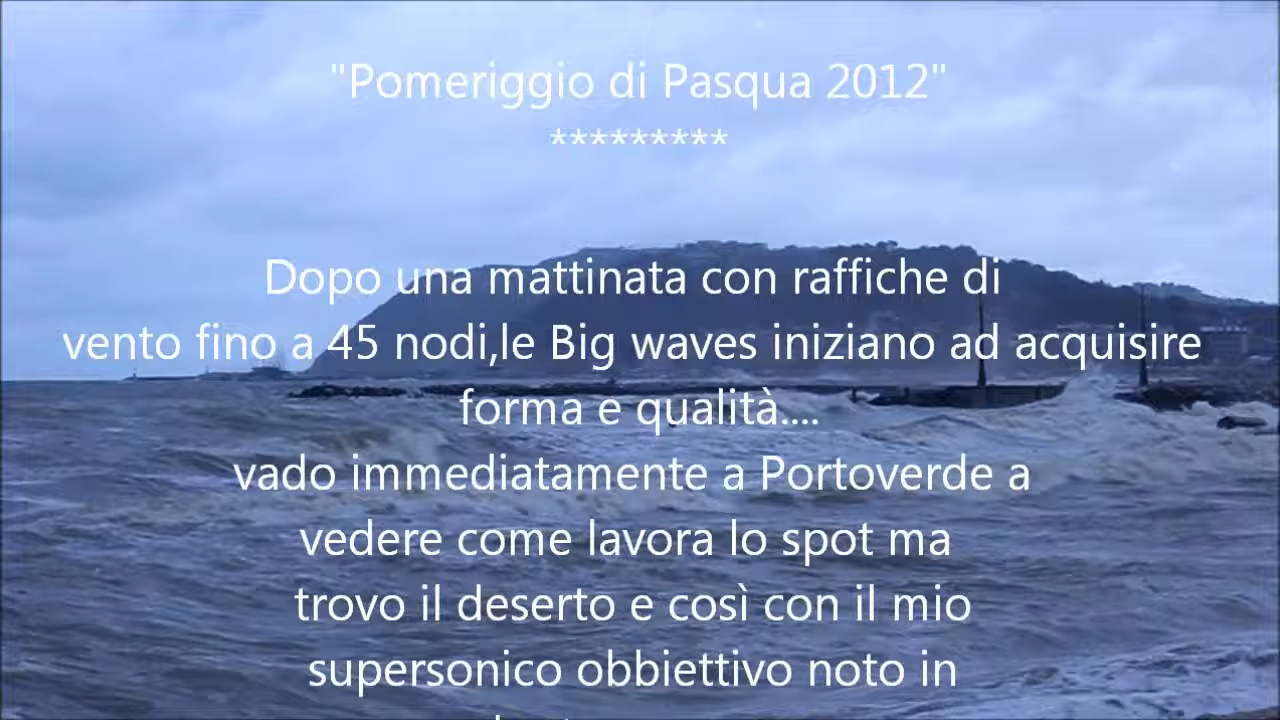 "Pomeriggio di Pasqua 2012"
*********
Dopo una mattinata con raffiche di
vento fino a 45 nodi,le Big waves iniziano ad acquisire
forma e qualità....
vado immediatamente a Portoverde a
vedere come lavora lo spot ma
trovo il deserto e così con il mio
supersonico obbiettivo noto in